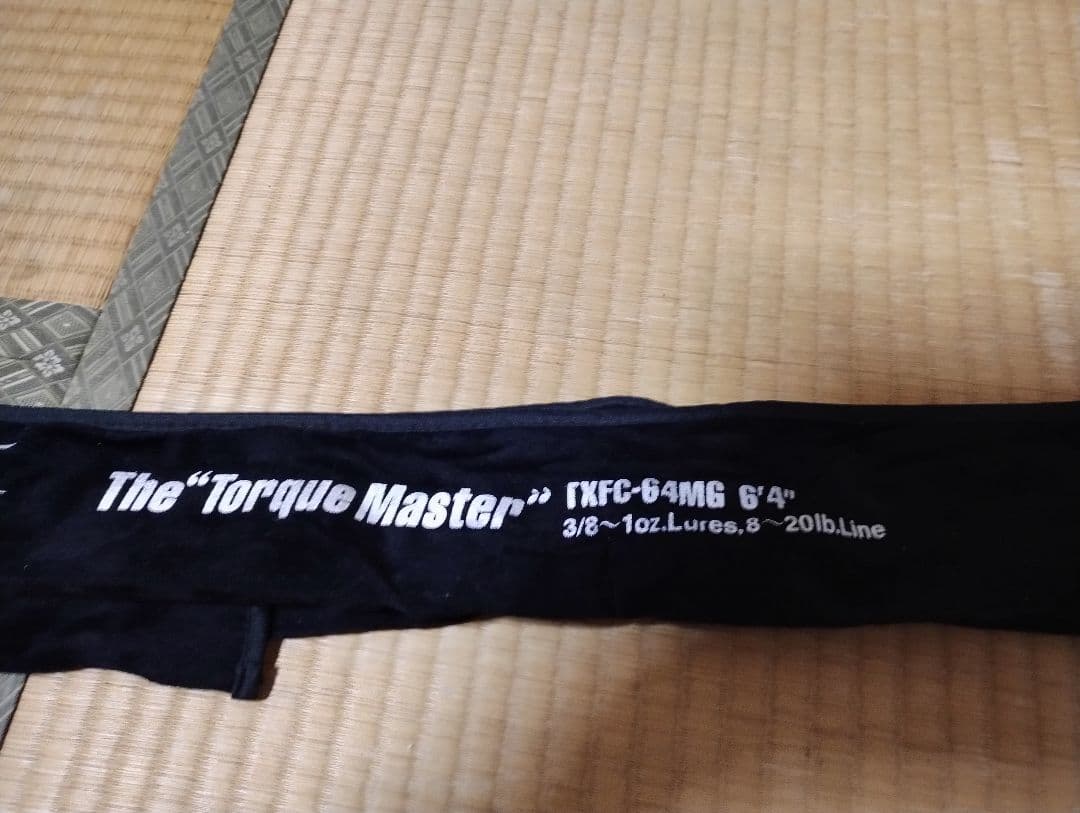 The“Torque Master” TXFC-64MG 6'4"
3/8~1oz.Lures,8~20lb.Line